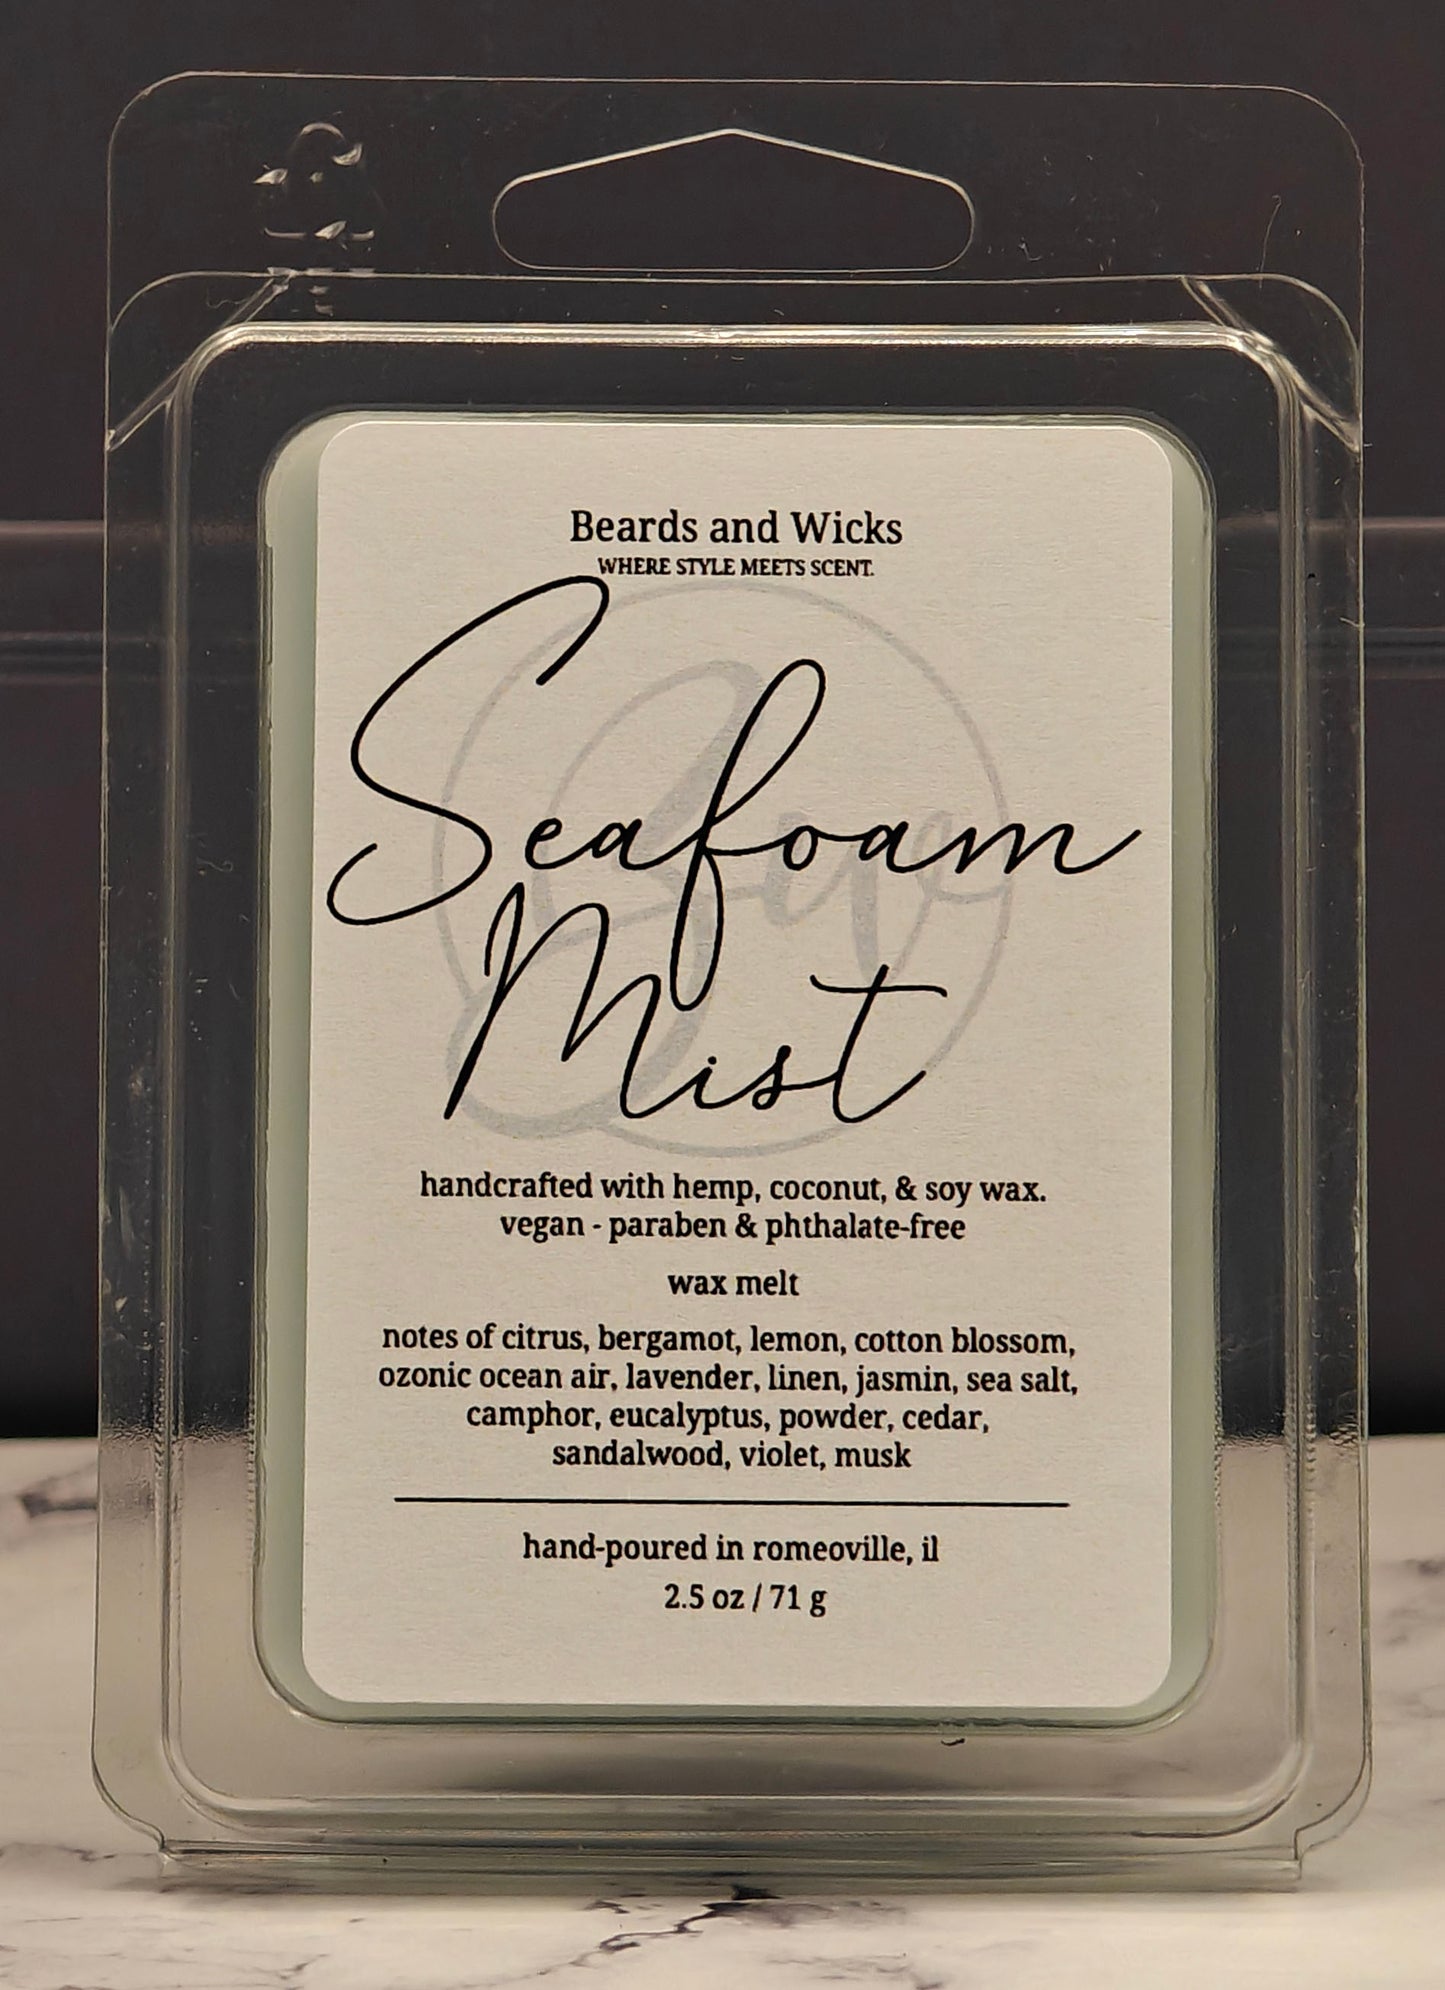 Beards and Wicks
WHERE STYLE MEETS SCENT.
Seafoam
Mist
handcrafted with hemp, coconut, & soy wax.
vegan - paraben & phthalate-free
wax melt
notes of citrus, bergamot, lemon, cotton blossom,
ozonic ocean air, lavender, linen, jasmin, sea salt,
camphor, eucalyptus, powder, cedar,
sandalwood, violet, musk
hand-poured in romeoville, il
2.5 oz / 71 g